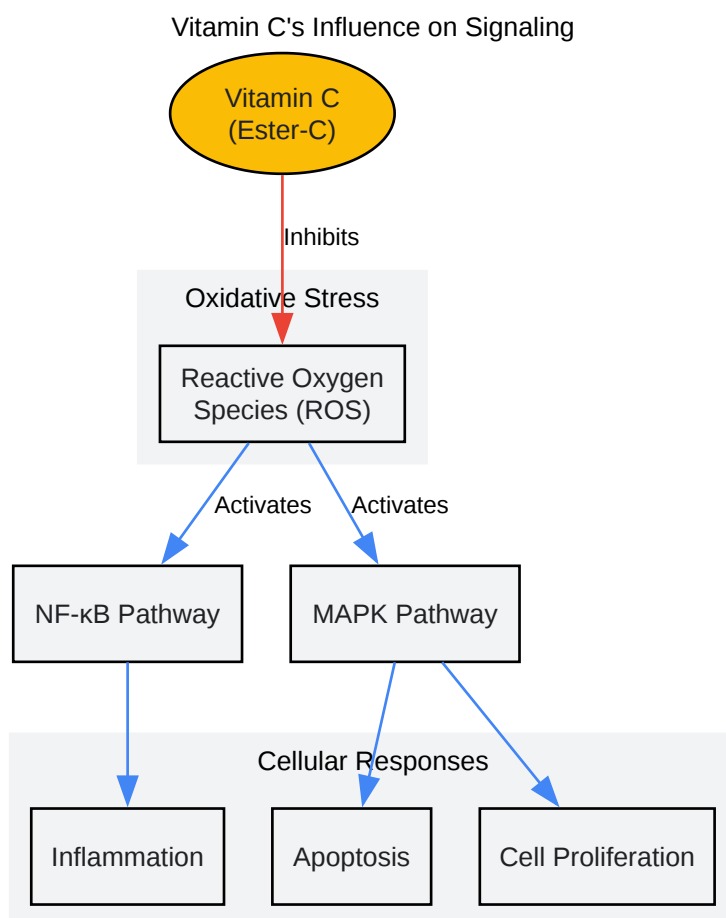 Vitamin C's Influence on Signaling
Vitamin C
(Ester-C)
Inhibits
Oxidative Stress
Reactive Oxygen
Species (ROS)
Activates
Activates
NF-κB Pathway
MAPK Pathway
Cellular Responses
Inflammation
Apoptosis
Cell Proliferation